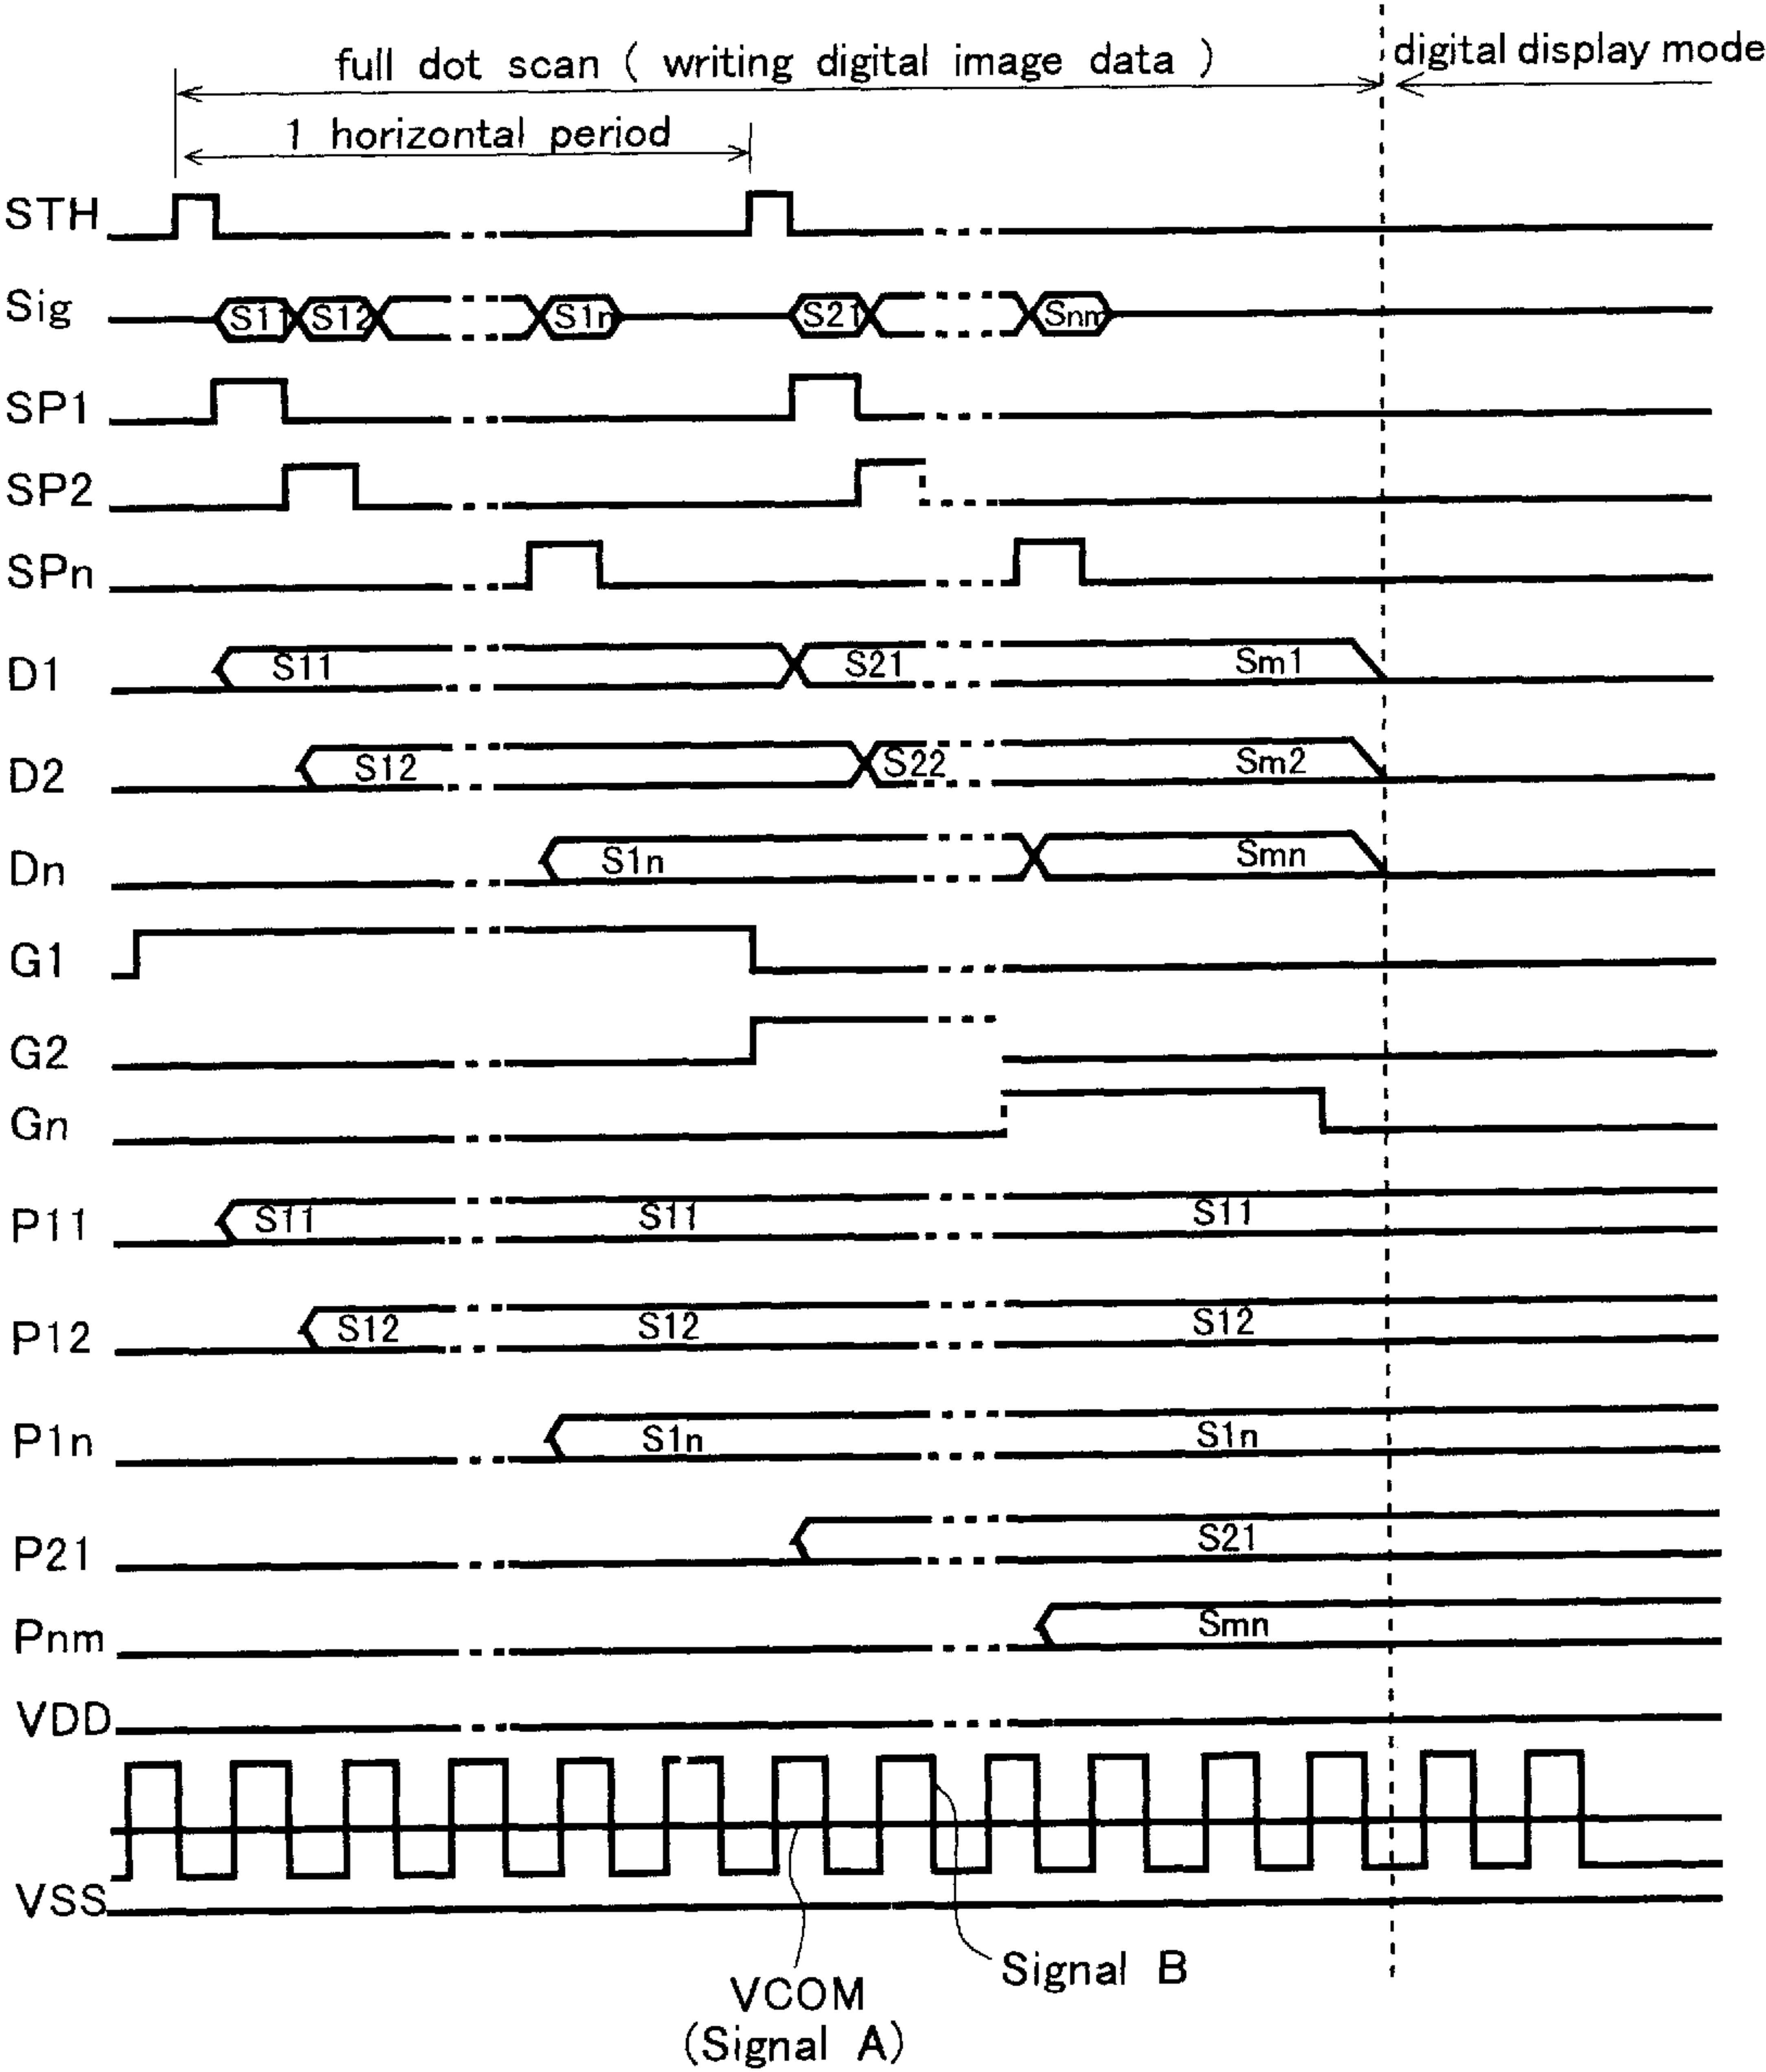 full dot scan ( writing digital image data )
digital display mode
1 horizontal period
STH
Sig S11 S12 S1n S21 Snm
SP1
SP2
SPn
D1 S11 S21 Sm1
D2 S12 S22 Sm2
Dn S1n Smn
G1
G2
Gn
P11 S11 S11 S11
P12 S12 S12 S12
P1n S1n S1n
P21 S21
Pnm Smn
VDD
VSS
Signal B
VCOM
(Signal A)